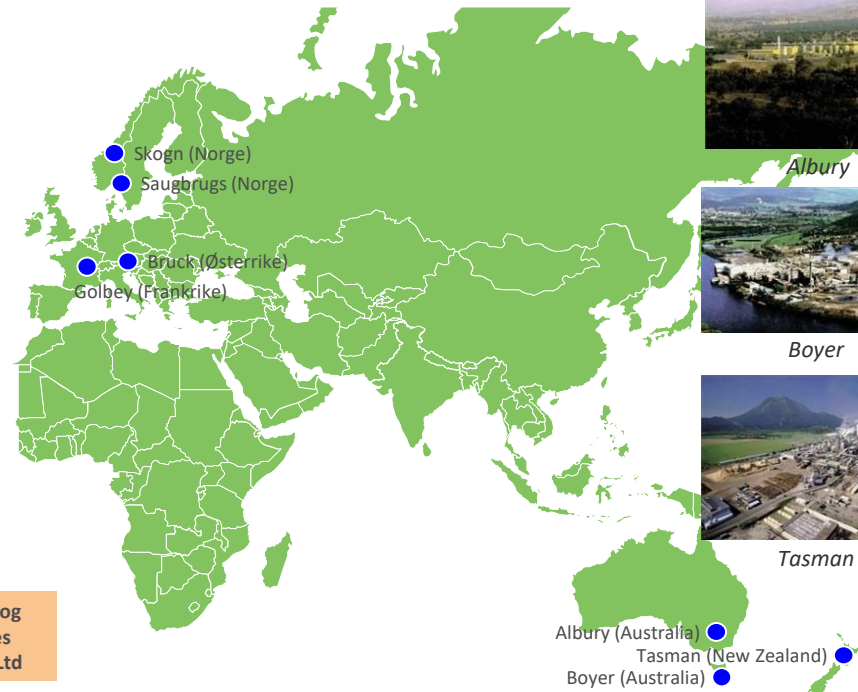 Albury
Skogn (Norge)
Saugbrugs (Norge)
Bruck (Østerrike)
Golbey (Frankrike)
Boyer
Tasman
og
es
Ltd
Albury (Australia)
Tasman (New Zealand)
Boyer (Australia)